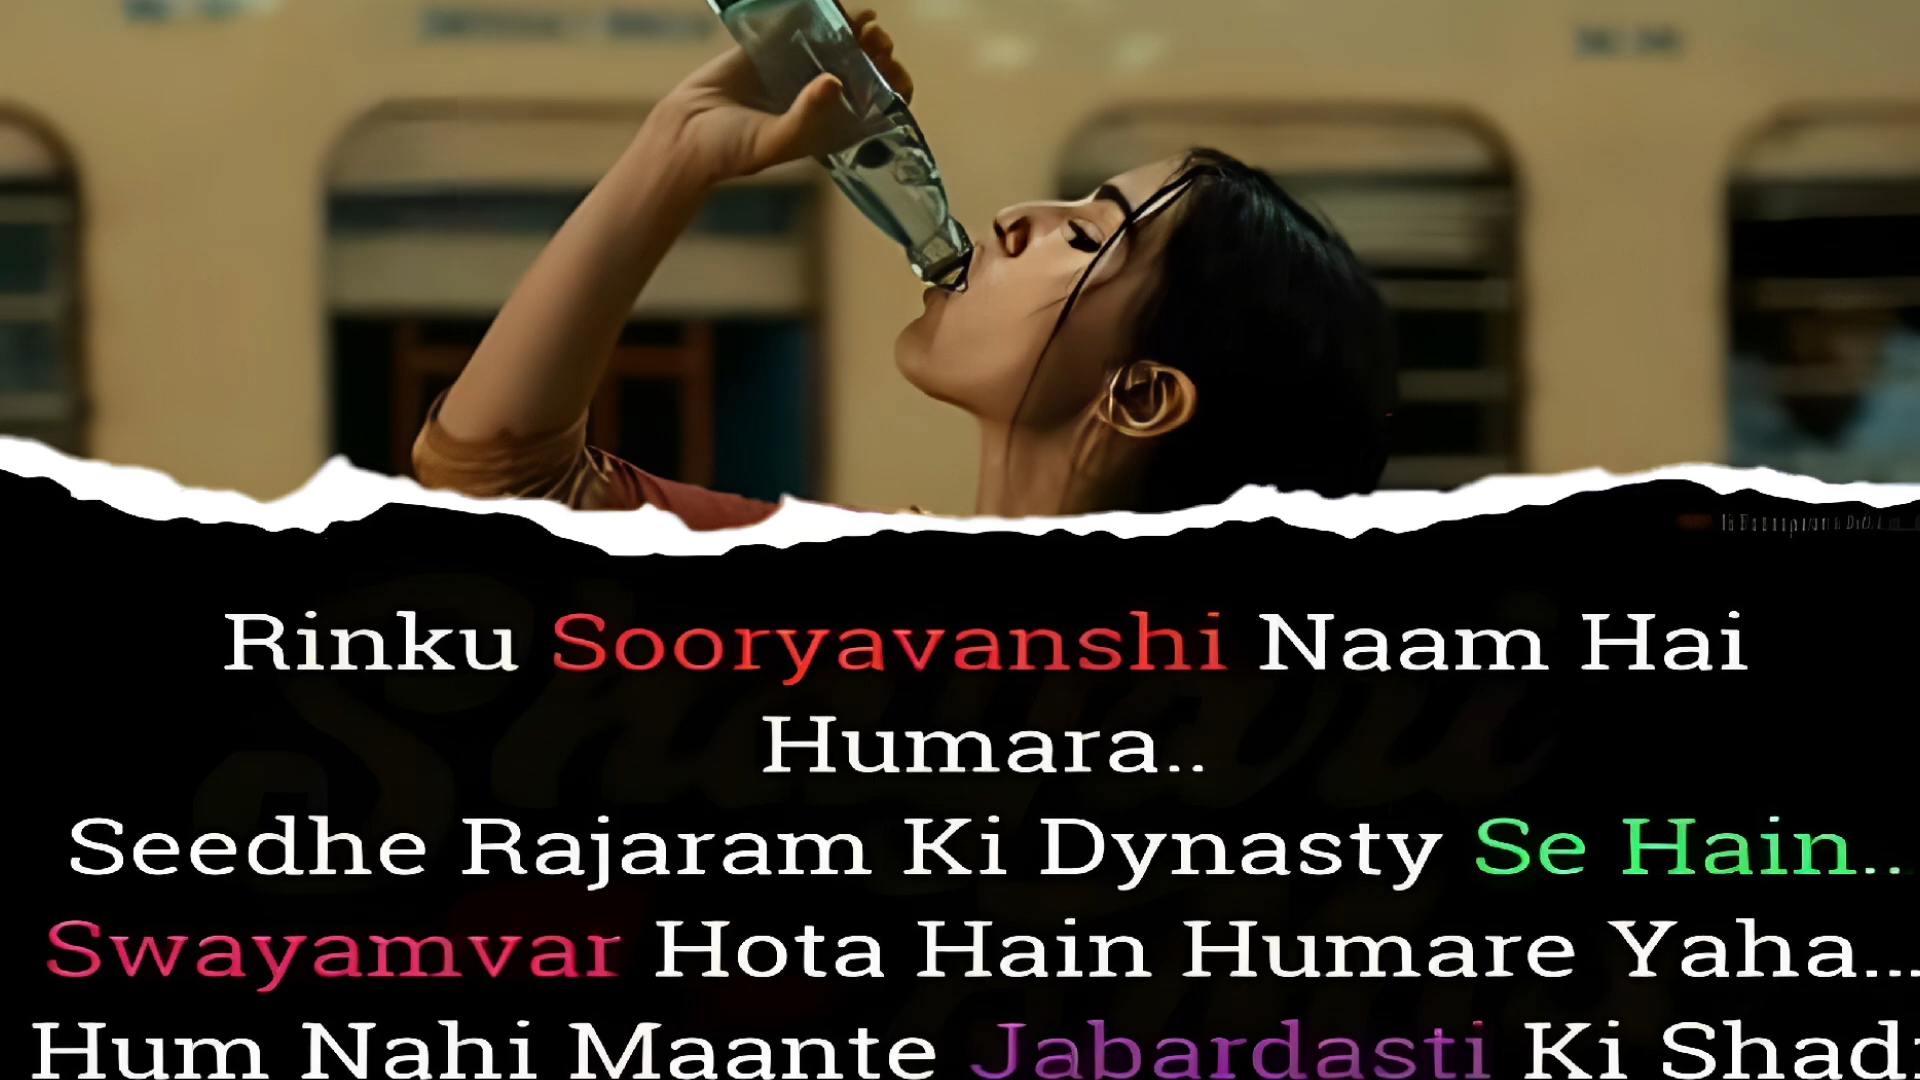 Rinku Sooryavanshi Naam Hai
Humara..
Seedhe Rajaram Ki Dynasty Se Hain..
Swayamvar Hota Hain Humare Yaha...
Hum Nahi Maante Jabardasti Ki Shadi